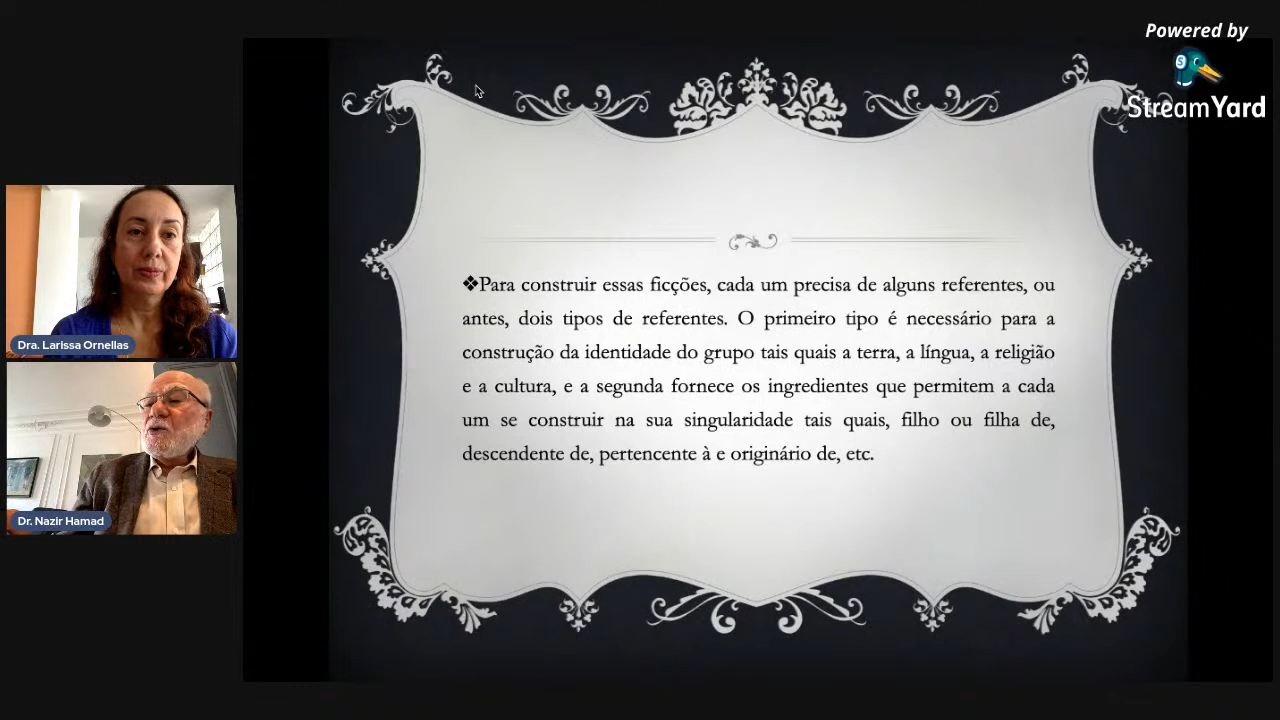 Powered by
StreamYard
❖Para construir essas ficções, cada um precisa de alguns referentes, ou
antes, dois tipos de referentes. O primeiro tipo é necessário para a
construção da identidade do grupo tais quais a terra, a língua, a religião
e a cultura, e a segunda fornece os ingredientes que permitem a cada
um se construir na sua singularidade tais quais, filho ou filha de,
descendente de, pertencente à e originário de, etc.
Dra. Larissa Ornellas
Dr. Nazir Hamad